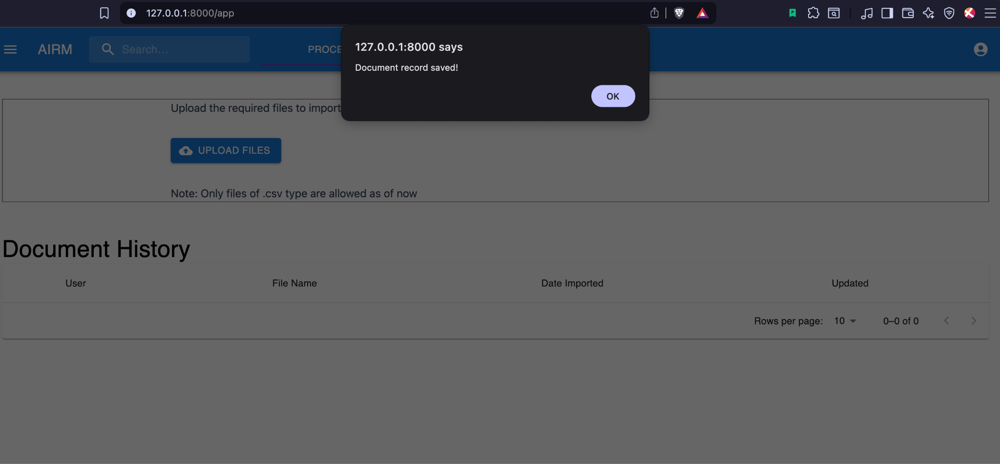 127.0.0.1:8000/app
AIRM
Search...
PROCE
127.0.0.1:8000 says
Document record saved!
OK
Upload the required files to import
UPLOAD FILES
Note: Only files of .csv type are allowed as of now
Document History
User File Name Date Imported Updated
Rows per page: 10 0–0 of 0